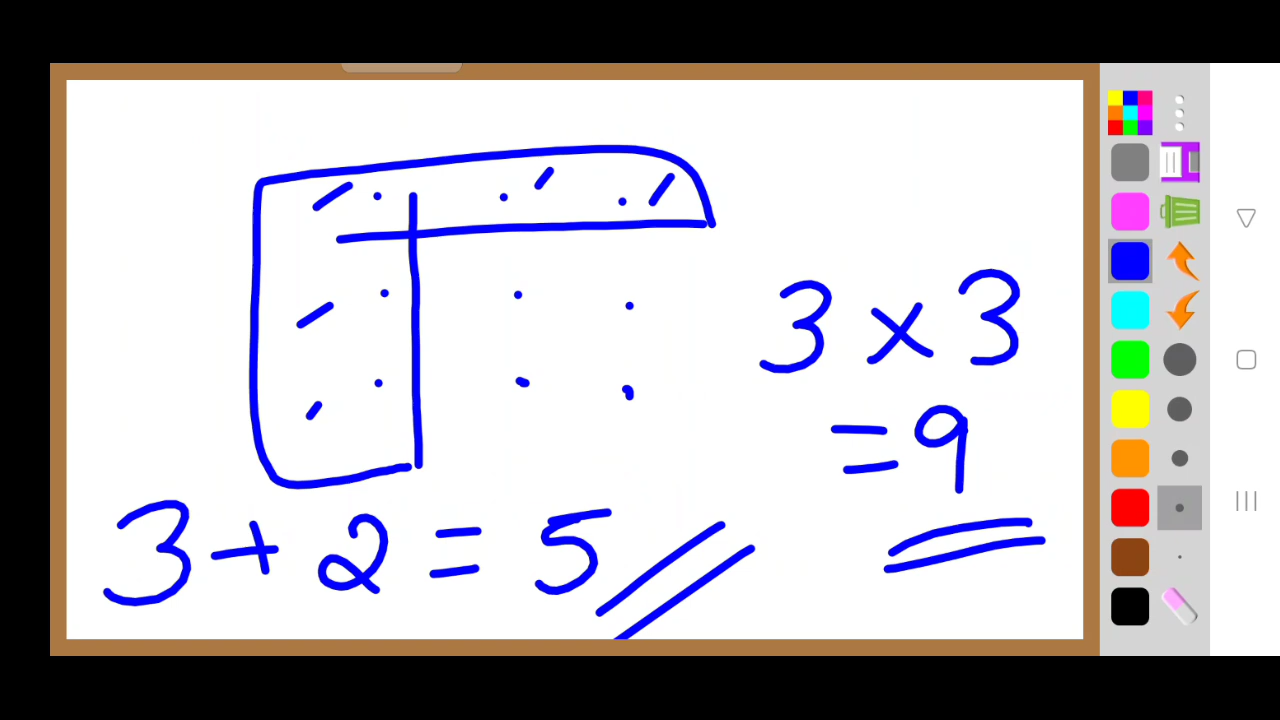 3 × 3
= 9
3 + 2 = 5